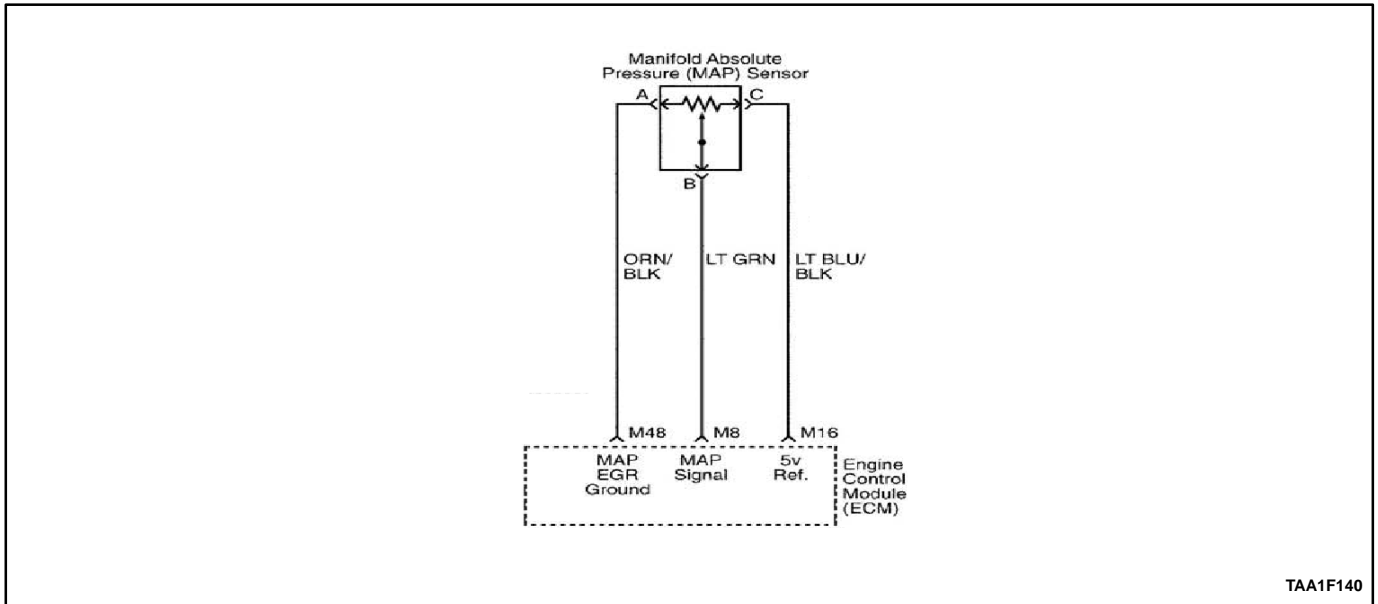 Manifold Absolute
Pressure (MAP) Sensor
A
C
B
ORN/
BLK
LT GRN
LT BLU/
BLK
M48
M8
M16
MAP
EGR
Ground
MAP
Signal
5v
Ref.
Engine
Control
Module
(ECM)
TAA1F140